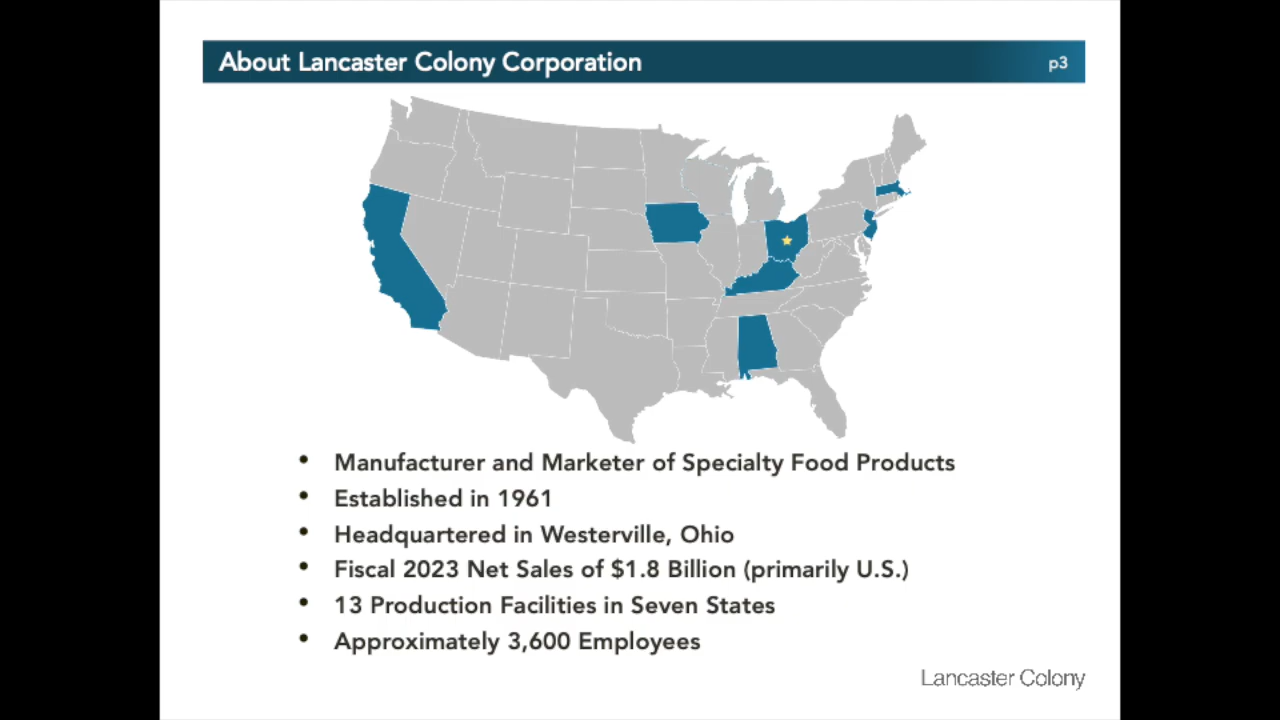 About Lancaster Colony Corporation
p3
• Manufacturer and Marketer of Specialty Food Products
• Established in 1961
• Headquartered in Westerville, Ohio
• Fiscal 2023 Net Sales of $1.8 Billion (primarily U.S.)
• 13 Production Facilities in Seven States
• Approximately 3,600 Employees
Lancaster Colony